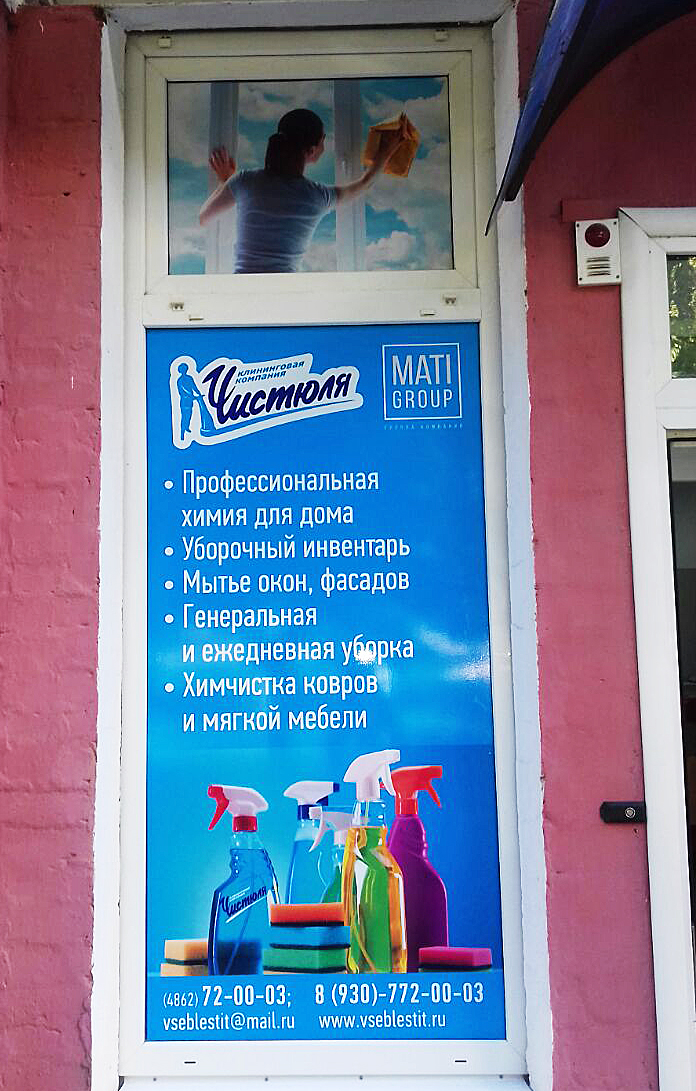 клининговая
компания
Чистюля
MATI
GROUP
ГРУППА КОМПАНИЙ
• Профессиональная
химия для дома
• Уборочный инвентарь
• Мытье окон, фасадов
• Генеральная
и ежедневная уборка
• Химчистка ковров
и мягкой мебели
Чистюля
(4862) 72-00-03; 8 (930)-772-00-03
vseblestit@mail.ru www.vseblestit.ru